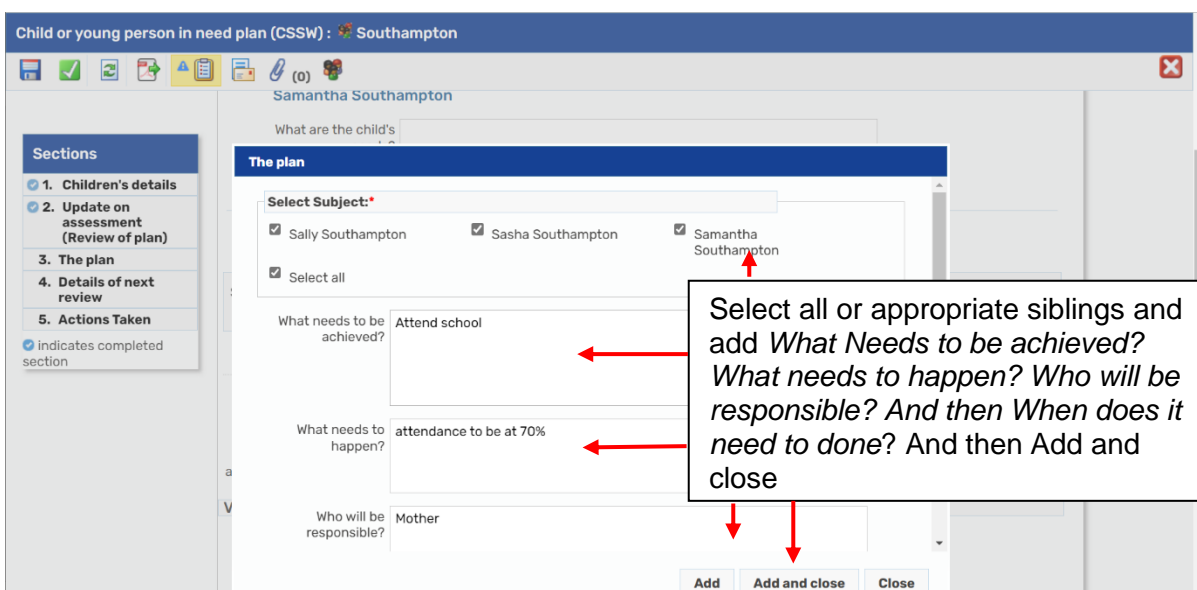 Child or young person in need plan (CSSW) : Southampton
(0)
Samantha Southampton
What are the child's
Sections
1. Children's details
2. Update on
assessment
(Review of plan)
3. The plan
4. Details of next
review
5. Actions Taken
indicates completed
section
The plan
Select Subject:*
Sally Southampton
Sasha Southampton
Samantha
Southampton
Select all
What needs to be
achieved?
Attend school
What needs to
happen?
attendance to be at 70%
Who will be
responsible?
Mother
Select all or appropriate siblings and
add What Needs to be achieved?
What needs to happen? Who will be
responsible? And then When does it
need to done? And then Add and
close
Add
Add and close
Close